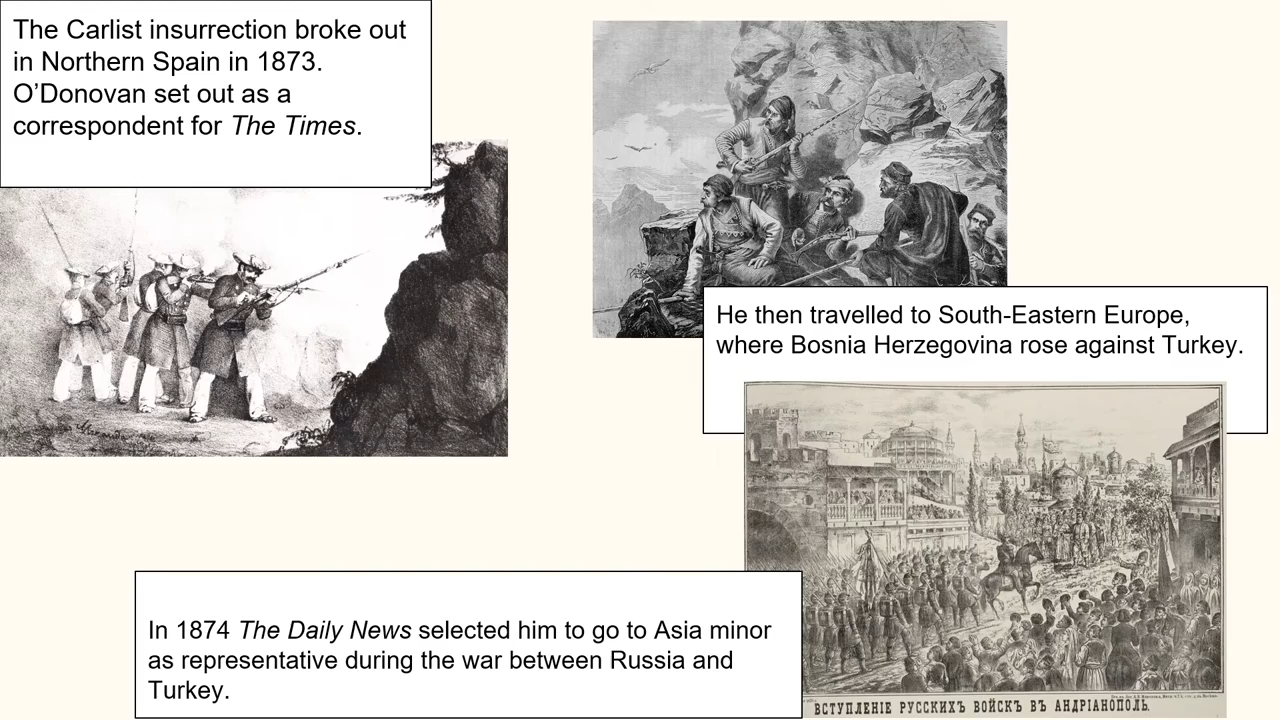 The Carlist insurrection broke out
in Northern Spain in 1873.
O’Donovan set out as a
correspondent for The Times.
He then travelled to South-Eastern Europe,
where Bosnia Herzegovina rose against Turkey.
In 1874 The Daily News selected him to go to Asia minor
as representative during the war between Russia and
Turkey.
ВСТУПЛЕНІЕ РУССКИХЪ ВОЙСКЪ ВЪ АНДРІАНОПОЛЬ.